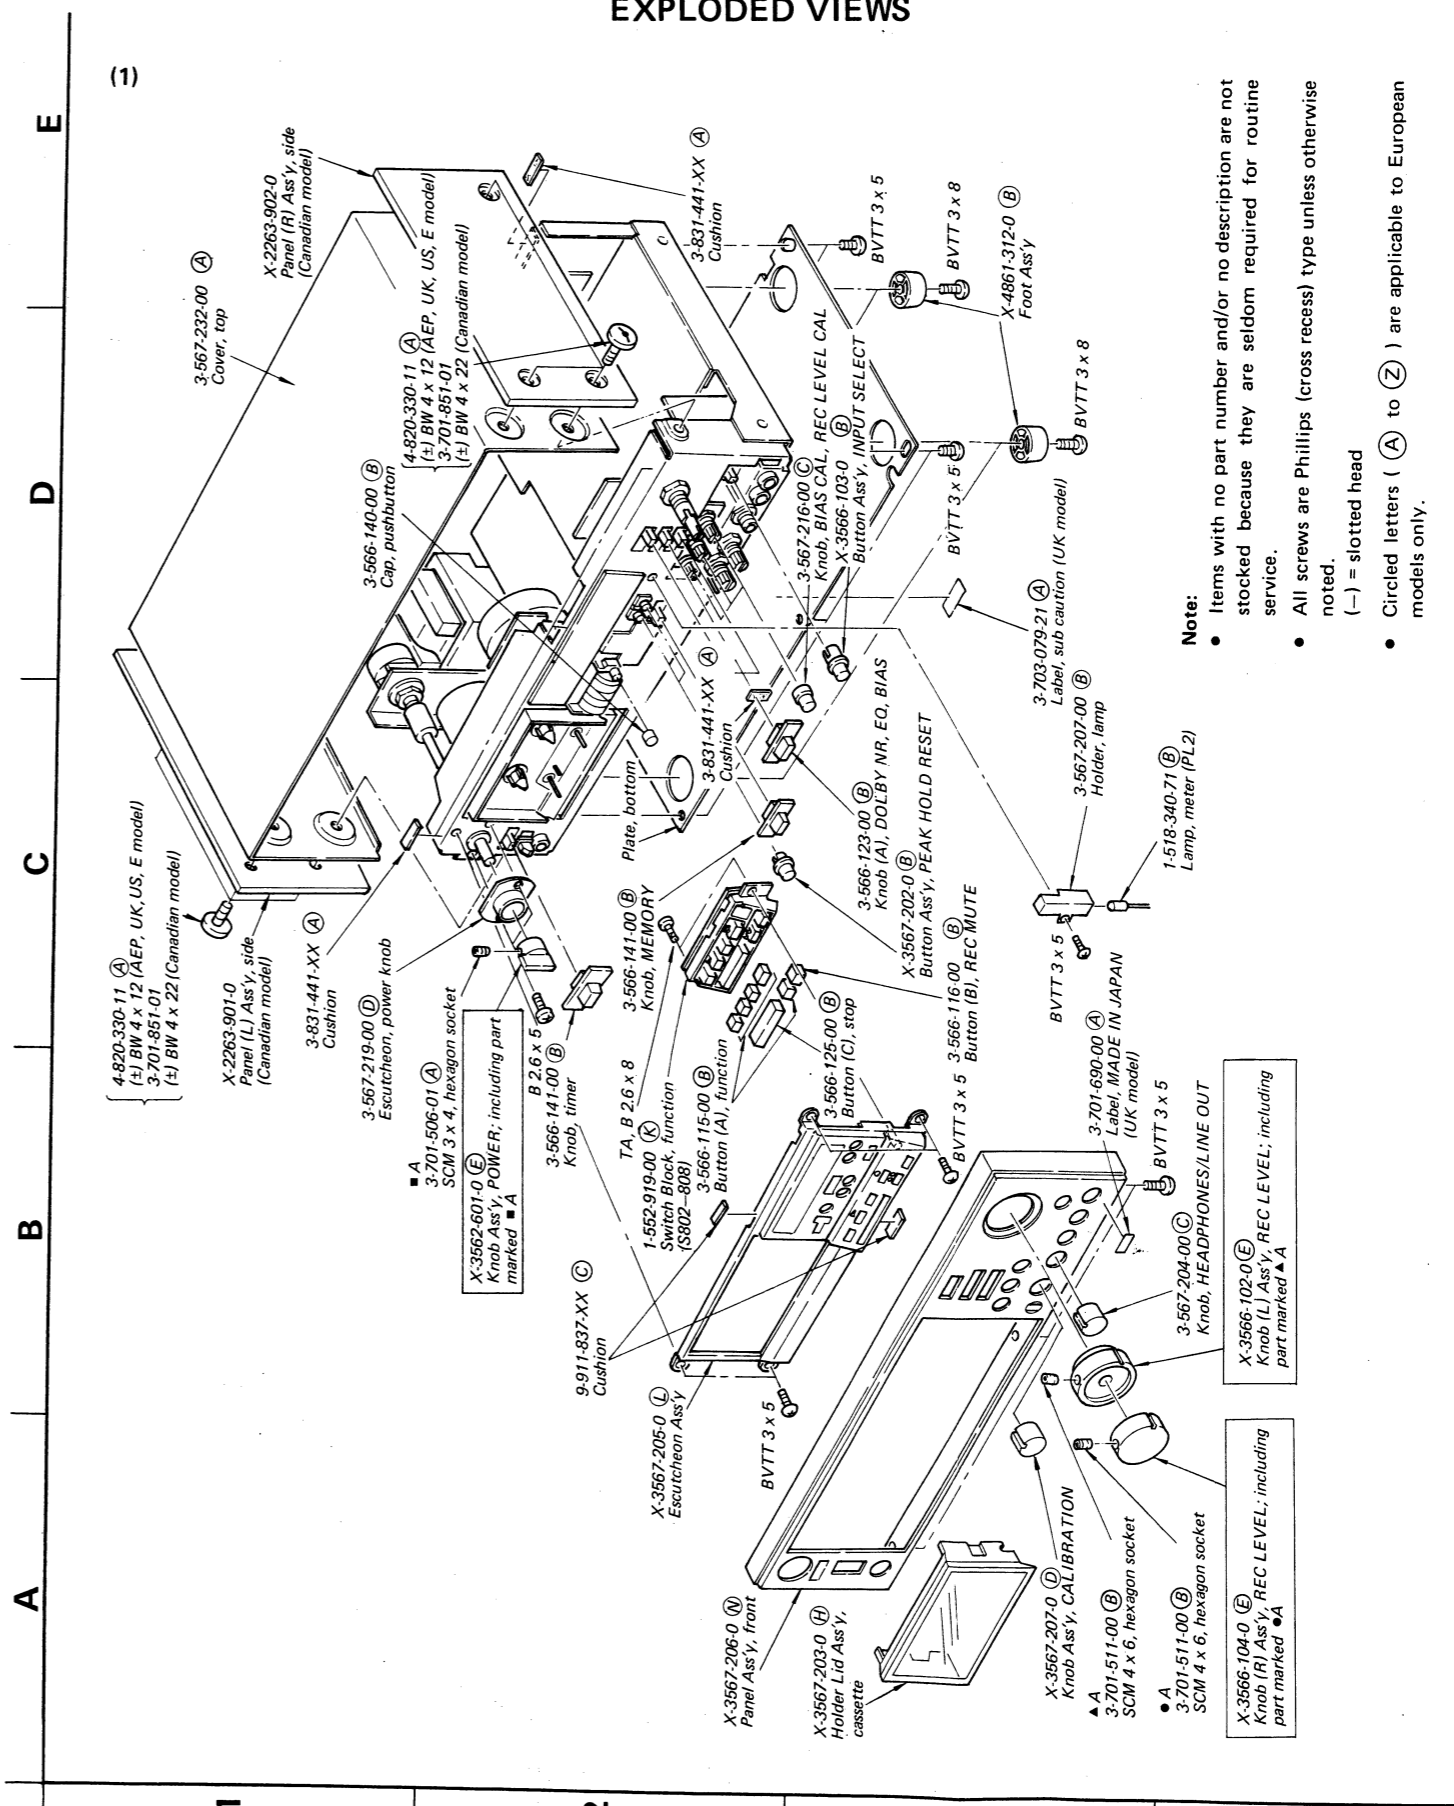 EXPLODED VIEWS
(1)
A
B
C
D
E
3-567-232-00 (A)
Cover, top
X-2263-902-0
Panel (R) Ass'y, side
(Canadian model)
4-820-330-11 (A)
(±) BW 4 x 12 (AEP, UK, US, E model)
3-701-851-01
(±) BW 4 x 22 (Canadian model)
3-566-140-00 (B)
Cap, pushbutton
3-831-441-XX (A)
Cushion
BVTT 3 x 5
BVTT 3 x 8
X-4861-312-0 (B)
Foot Ass'y
BVTT 3 x 8
3-567-216-00 (C)
Knob, BIAS CAL, REC LEVEL CAL
X-3566-103-0 (B)
Button Ass'y, INPUT SELECT
BVTT 3 x 5
3-703-079-21 (A)
Label, sub caution (UK model)
3-567-207-00 (B)
Holder, lamp
1-518-340-71 (B)
Lamp, meter (PL2)
BVTT 3 x 5
4-820-330-11 (A)
(±) BW 4 x 12 (AEP, UK, US, E model)
3-701-851-01
(±) BW 4 x 22 (Canadian model)
X-2263-901-0
Panel (L) Ass'y, side
(Canadian model)
3-831-441-XX (A)
Cushion
3-567-219-00 (D)
Escutcheon, power knob
■ A
3-701-506-01 (A)
SCM 3 x 4, hexagon socket
X-3562-601-0 (E)
Knob Ass'y, POWER; including part
marked ■ A
B 2.6 x 5
3-566-141-00 (B)
Knob, timer
Plate, bottom
3-831-441-XX (A)
Cushion
3-566-141-00 (B)
Knob, MEMORY
TA, B 2.6 x 8
1-552-919-00 (K)
Switch Block, function
(S802–808)
3-566-115-00 (B)
Button (A), function
3-566-125-00 (B)
Button (C), stop
3-566-116-00 (B)
Button (B), REC MUTE
X-3567-202-0 (B)
Button Ass'y, PEAK HOLD RESET
3-566-123-00 (B)
Knob (A), DOLBY NR, EQ, BIAS
9-911-837-XX (C)
Cushion
X-3567-205-0 (L)
Escutcheon Ass'y
BVTT 3 x 5
BVTT 3 x 5
3-701-690-00 (A)
Label, MADE IN JAPAN
(UK model)
BVTT 3 x 5
3-567-204-00 (C)
Knob, HEADPHONES/LINE OUT
X-3566-102-0 (E)
Knob (L) Ass'y, REC LEVEL; including
part marked ▲ A
X-3567-206-0 (N)
Panel Ass'y, front
X-3567-203-0 (H)
Holder Lid Ass'y,
cassette
X-3567-207-0 (D)
Knob Ass'y, CALIBRATION
▲ A
3-701-511-00 (B)
SCM 4 x 6, hexagon socket
● A
3-701-511-00 (B)
SCM 4 x 6, hexagon socket
X-3566-104-0 (E)
Knob (R) Ass'y, REC LEVEL; including
part marked ●A
Note:
● Items with no part number and/or no description are not
stocked because they are seldom required for routine
service.
● All screws are Phillips (cross recess) type unless otherwise
noted.
(–) = slotted head
● Circled letters ( (A) to (Z) ) are applicable to European
models only.